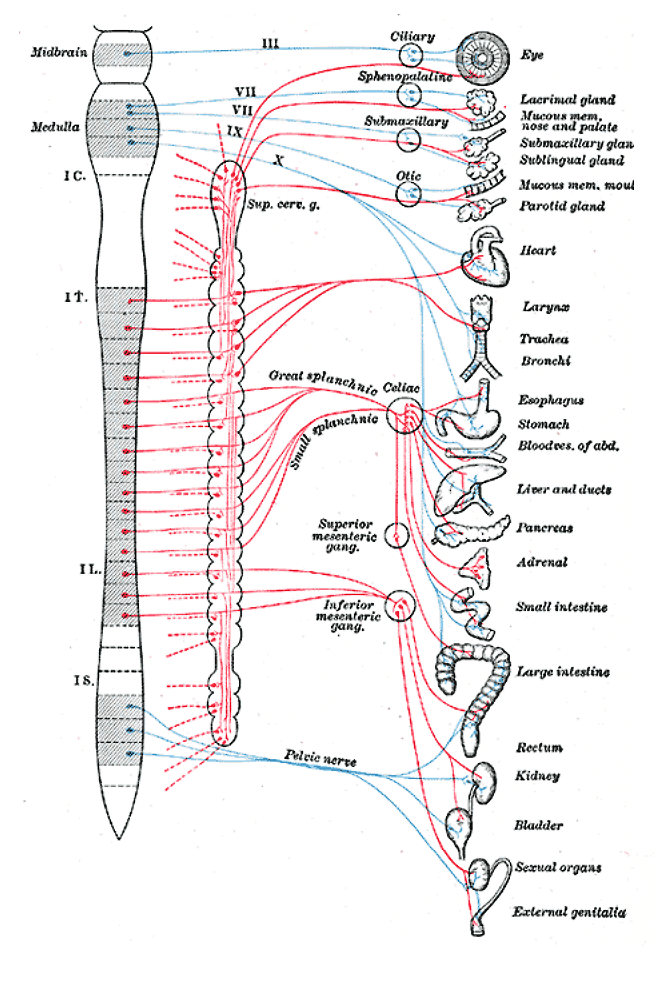 Midbrain
Medulla
I C.
I T.
I L.
I S.
III
VII
VII
IX
X
Sup. cerv. g.
Great splanchnic
Small splanchnic
Pelvic nerve
Ciliary
Sphenopalatine
Submaxillary
Otic
Celiac
Superior
mesenteric
gang.
Inferior
mesenteric
gang.
Eye
Lacrimal gland
Mucous mem.
nose and palate
Submaxillary glan
Sublingual gland
Mucous mem. mout
Parotid gland
Heart
Larynx
Trachea
Bronchi
Esophagus
Stomach
Bloodves. of abd.
Liver and ducts
Pancreas
Adrenal
Small intestine
Large intestine
Rectum
Kidney
Bladder
Sexual organs
External genitalia